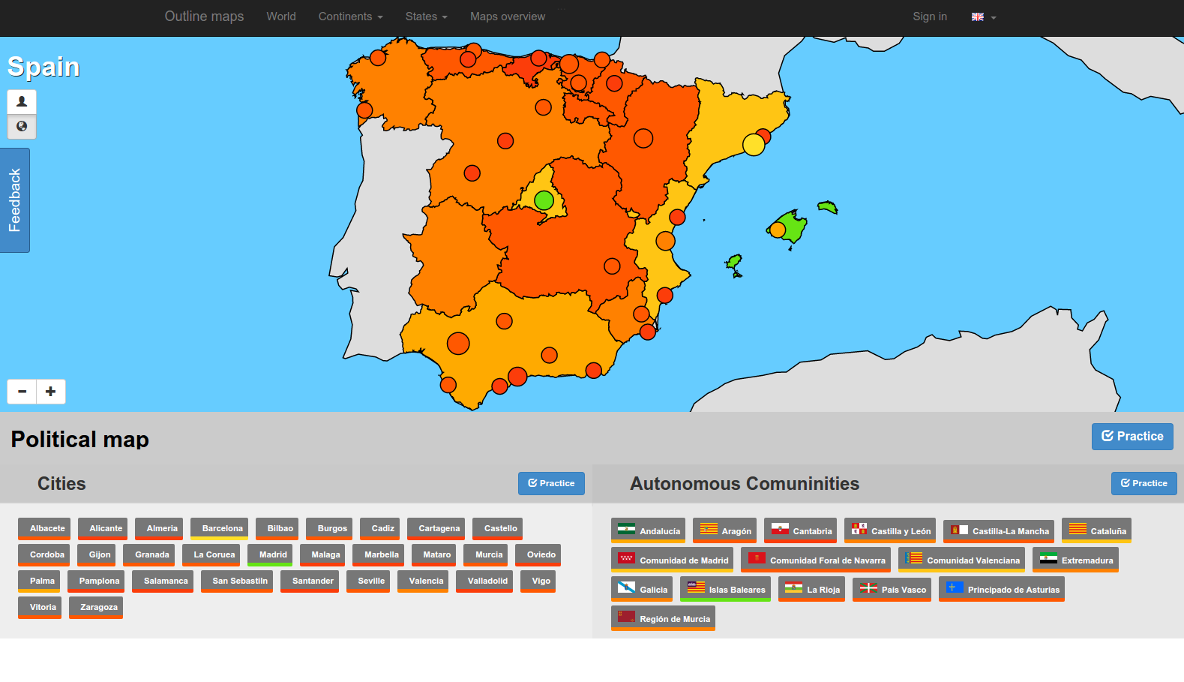 Outline maps World Continents States Maps overview Sign in
Spain
Feedback
Political map Practice
Cities Practice
Autonomous Comuninities Practice
Albacete Alicante Almeria Barcelona Bilbao Burgos Cadiz Cartagena Castello
Cordoba Gijon Granada La Coruea Madrid Malaga Marbella Mataro Murcia Oviedo
Palma Pamplona Salamanca San Sebastiin Santander Seville Valencia Valladolid Vigo
Vitoria Zaragoza
Andalucía Aragón Cantabria Castilla y León Castilla-La Mancha Cataluña
Comunidad de Madrid Comunidad Foral de Navarra Comunidad Valenciana Extremadura
Galicia Islas Baleares La Rioja País Vasco Principado de Asturias
Región de Murcia